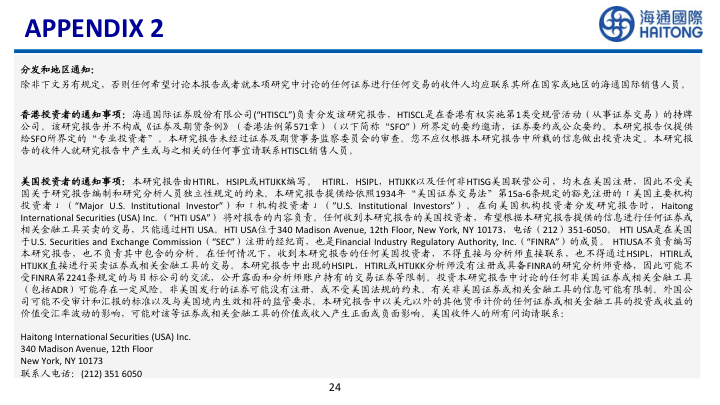 APPENDIX 2
海通國際
HAITONG
分发和地区通知：
除非下文另有规定，否则任何希望讨论本报告或者就本项研究中讨论的任何证券进行任何交易的收件人均应联系其所在国家或地区的海通国际销售人员。
香港投资者的通知事项：海通国际证券股份有限公司(“HTISCL”)负责分发该研究报告，HTISCL是在香港有权实施第1类受规管活动（从事证券交易）的持牌
公司。该研究报告并不构成《证券及期货条例》（香港法例第571章）（以下简称“SFO”）所界定的要约邀请，证券要约或公众要约。本研究报告仅提供
给SFO所界定的“专业投资者”。本研究报告未经过证券及期货事务监察委员会的审查。您不应仅根据本研究报告中所载的信息做出投资决定。本研究报
告的收件人就研究报告中产生或与之相关的任何事宜请联系HTISCL销售人员。
美国投资者的通知事项：本研究报告由HTIRL，HSIPL或HTIJKK编写。HTIRL，HSIPL，HTIJKK以及任何非HTISG美国联营公司，均未在美国注册，因此不受美
国关于研究报告编制和研究分析人员独立性规定的约束。本研究报告提供给依照1934年“美国证券交易法”第15a-6条规定的豁免注册的「美国主要机构
投资者」（“Major U.S. Institutional Investor”）和「机构投资者」（“U.S. Institutional Investors”）。在向美国机构投资者分发研究报告时，Haitong
International Securities (USA) Inc.（“HTI USA”）将对报告的内容负责。任何收到本研究报告的美国投资者，希望根据本研究报告提供的信息进行任何证券或
相关金融工具买卖的交易，只能通过HTI USA。HTI USA位于340 Madison Avenue, 12th Floor, New York, NY 10173，电话（212）351-6050。HTI USA是在美国
于U.S. Securities and Exchange Commission（“SEC”）注册的经纪商，也是Financial Industry Regulatory Authority, Inc.（“FINRA”）的成员。HTIUSA不负责编写
本研究报告，也不负责其中包含的分析。在任何情况下，收到本研究报告的任何美国投资者，不得直接与分析师直接联系，也不得通过HSIPL，HTIRL或
HTIJKK直接进行买卖证券或相关金融工具的交易。本研究报告中出现的HSIPL，HTIRL或HTIJKK分析师没有注册或具备FINRA的研究分析师资格，因此可能不
受FINRA第2241条规定的与目标公司的交流，公开露面和分析师账户持有的交易证券等限制。投资本研究报告中讨论的任何非美国证券或相关金融工具
（包括ADR）可能存在一定风险。非美国发行的证券可能没有注册，或不受美国法规的约束。有关非美国证券或相关金融工具的信息可能有限制。外国公
司可能不受审计和汇报的标准以及与美国境内生效相符的监管要求。本研究报告中以美元以外的其他货币计价的任何证券或相关金融工具的投资或收益的
价值受汇率波动的影响，可能对该等证券或相关金融工具的价值或收入产生正面或负面影响。美国收件人的所有问询请联系：
Haitong International Securities (USA) Inc.
340 Madison Avenue, 12th Floor
New York, NY 10173
联系人电话：(212) 351 6050
24